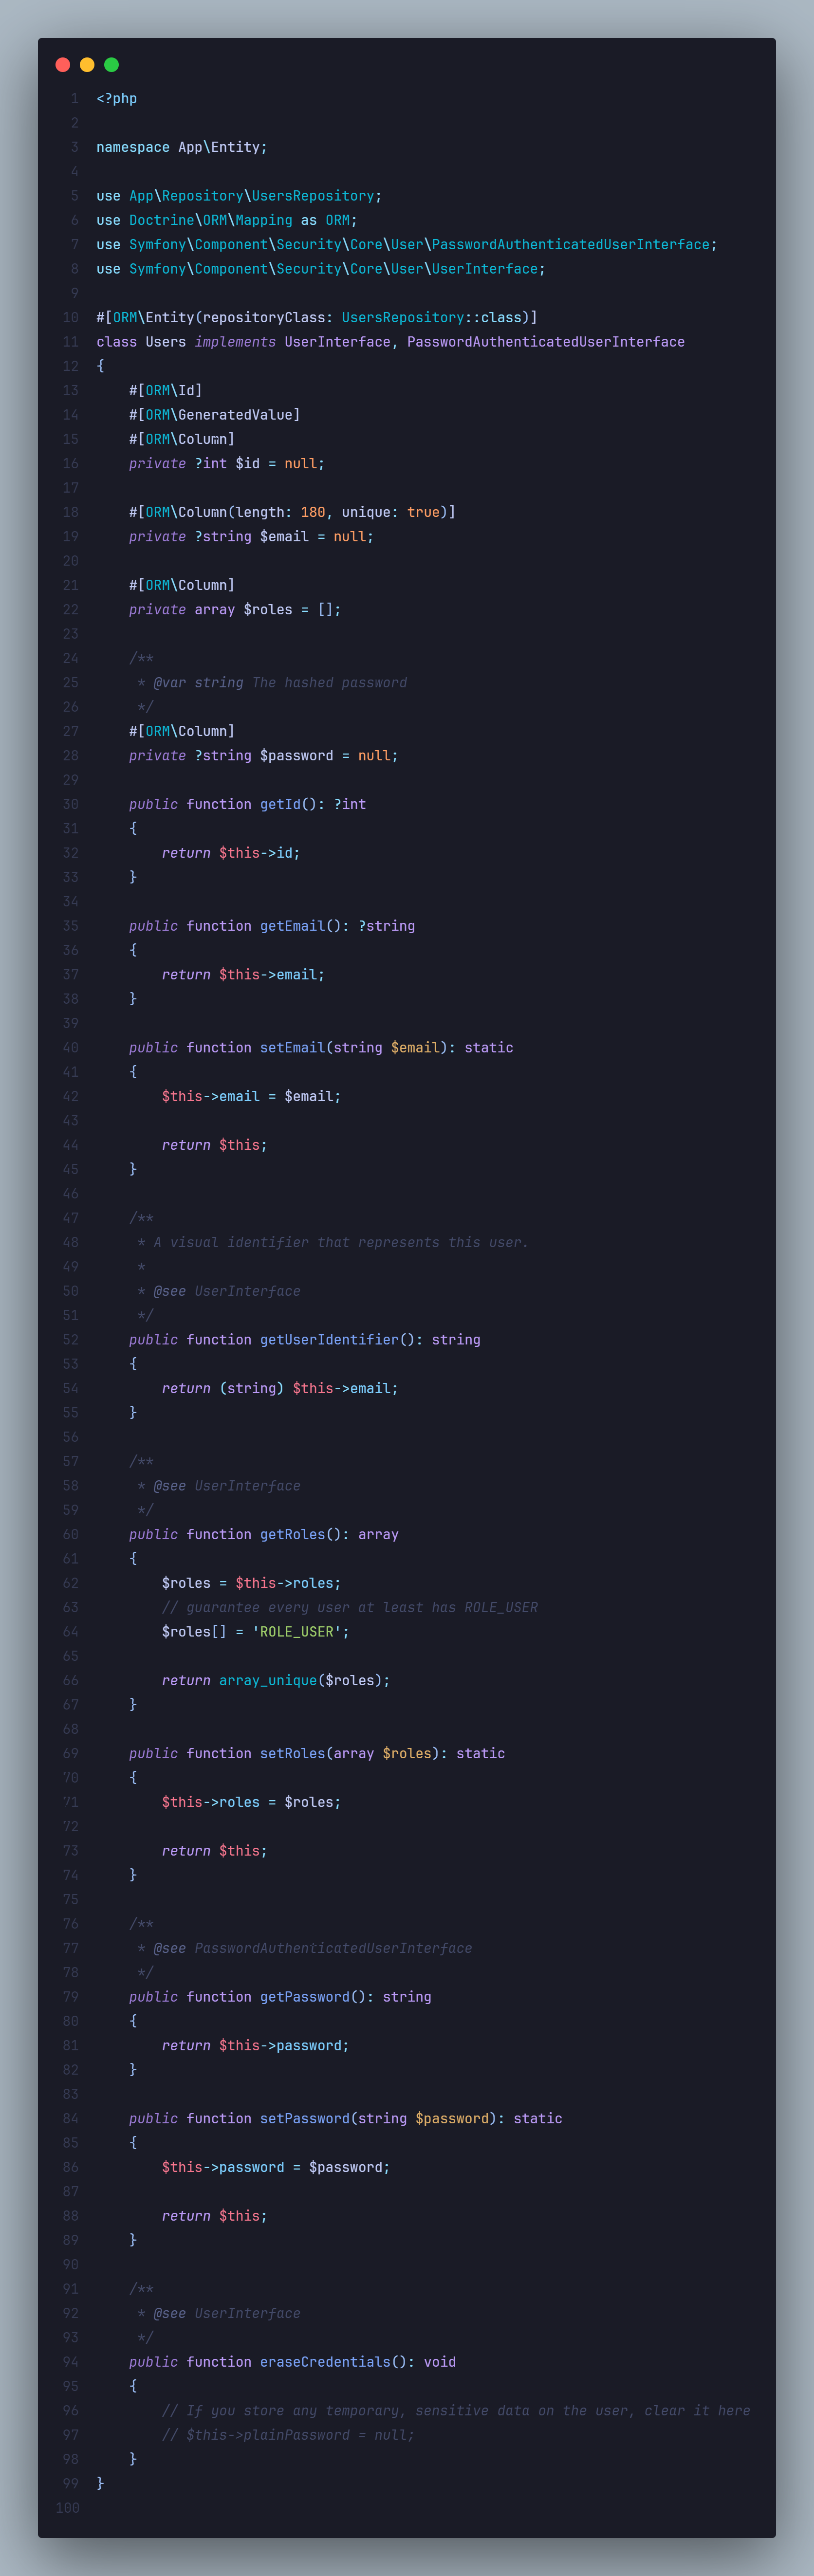 1 <?php
2
3 namespace App\Entity;
4
5 use App\Repository\UsersRepository;
6 use Doctrine\ORM\Mapping as ORM;
7 use Symfony\Component\Security\Core\User\PasswordAuthenticatedUserInterface;
8 use Symfony\Component\Security\Core\User\UserInterface;
9
10 #[ORM\Entity(repositoryClass: UsersRepository::class)]
11 class Users implements UserInterface, PasswordAuthenticatedUserInterface
12 {
13     #[ORM\Id]
14     #[ORM\GeneratedValue]
15     #[ORM\Column]
16     private ?int $id = null;
17
18     #[ORM\Column(length: 180, unique: true)]
19     private ?string $email = null;
20
21     #[ORM\Column]
22     private array $roles = [];
23
24     /**
25      * @var string The hashed password
26      */
27     #[ORM\Column]
28     private ?string $password = null;
29
30     public function getId(): ?int
31     {
32         return $this->id;
33     }
34
35     public function getEmail(): ?string
36     {
37         return $this->email;
38     }
39
40     public function setEmail(string $email): static
41     {
42         $this->email = $email;
43
44         return $this;
45     }
46
47     /**
48      * A visual identifier that represents this user.
49      *
50      * @see UserInterface
51      */
52     public function getUserIdentifier(): string
53     {
54         return (string) $this->email;
55     }
56
57     /**
58      * @see UserInterface
59      */
60     public function getRoles(): array
61     {
62         $roles = $this->roles;
63         // guarantee every user at least has ROLE_USER
64         $roles[] = 'ROLE_USER';
65
66         return array_unique($roles);
67     }
68
69     public function setRoles(array $roles): static
70     {
71         $this->roles = $roles;
72
73         return $this;
74     }
75
76     /**
77      * @see PasswordAuthenticatedUserInterface
78      */
79     public function getPassword(): string
80     {
81         return $this->password;
82     }
83
84     public function setPassword(string $password): static
85     {
86         $this->password = $password;
87
88         return $this;
89     }
90
91     /**
92      * @see UserInterface
93      */
94     public function eraseCredentials(): void
95     {
96         // If you store any temporary, sensitive data on the user, clear it here
97         // $this->plainPassword = null;
98     }
99 }
100